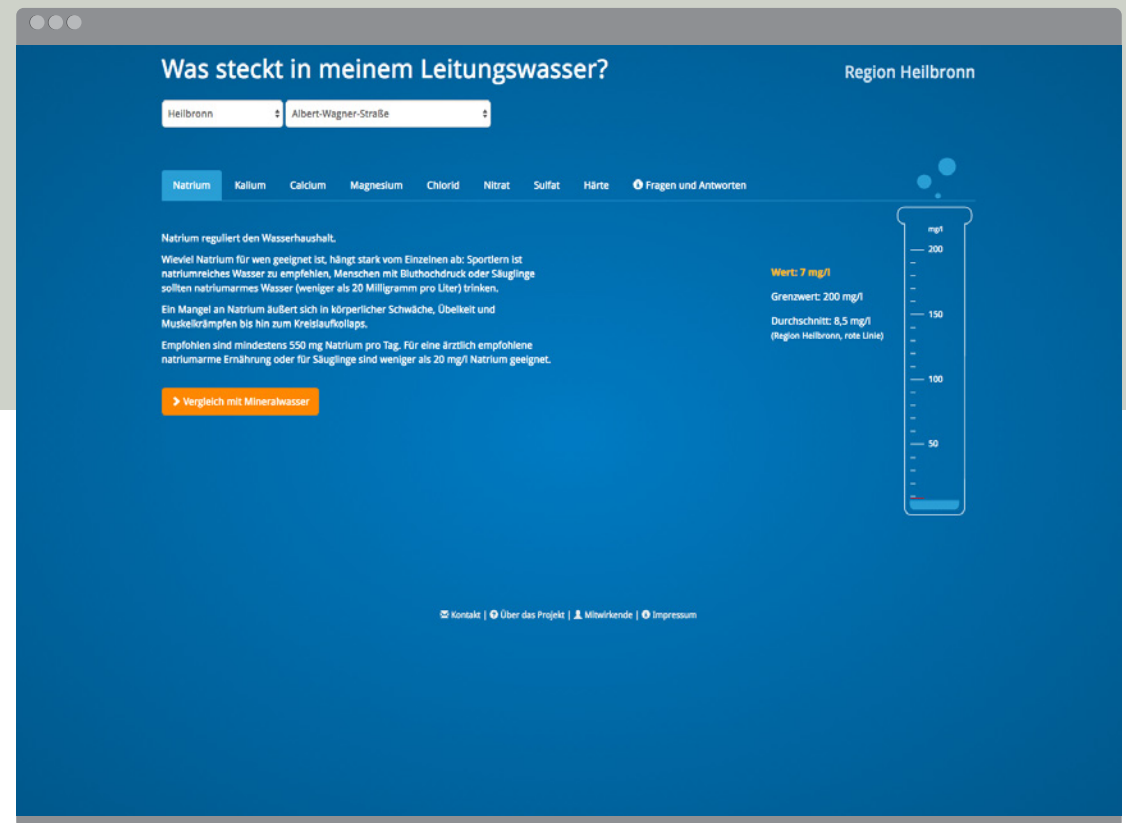 Was steckt in meinem Leitungswasser?
Region Heilbronn
Heilbronn
Albert-Wagner-Straße
Natrium Kalium Calcium Magnesium Chlorid Nitrat Sulfat Härte Fragen und Antworten
Natrium reguliert den Wasserhaushalt.
Wieviel Natrium für wen geeignet ist, hängt stark vom Einzelnen ab: Sportlern ist
natriumreiches Wasser zu empfehlen, Menschen mit Bluthochdruck oder Säuglinge
sollten natriumarmes Wasser (weniger als 20 Milligramm pro Liter) trinken.
Ein Mangel an Natrium äußert sich in körperlicher Schwäche, Übelkeit und
Muskelkrämpfen bis hin zum Kreislaufkollaps.
Empfohlen sind mindestens 550 mg Natrium pro Tag. Für eine ärztlich empfohlene
natriumarme Ernährung oder für Säuglinge sind weniger als 20 mg/l Natrium geeignet.
Vergleich mit Mineralwasser
Wert: 7 mg/l
Grenzwert: 200 mg/l
Durchschnitt: 8,5 mg/l
(Region Heilbronn, rote Linie)
mg/l
200
150
100
50
Kontakt | Über das Projekt | Mitwirkende | Impressum